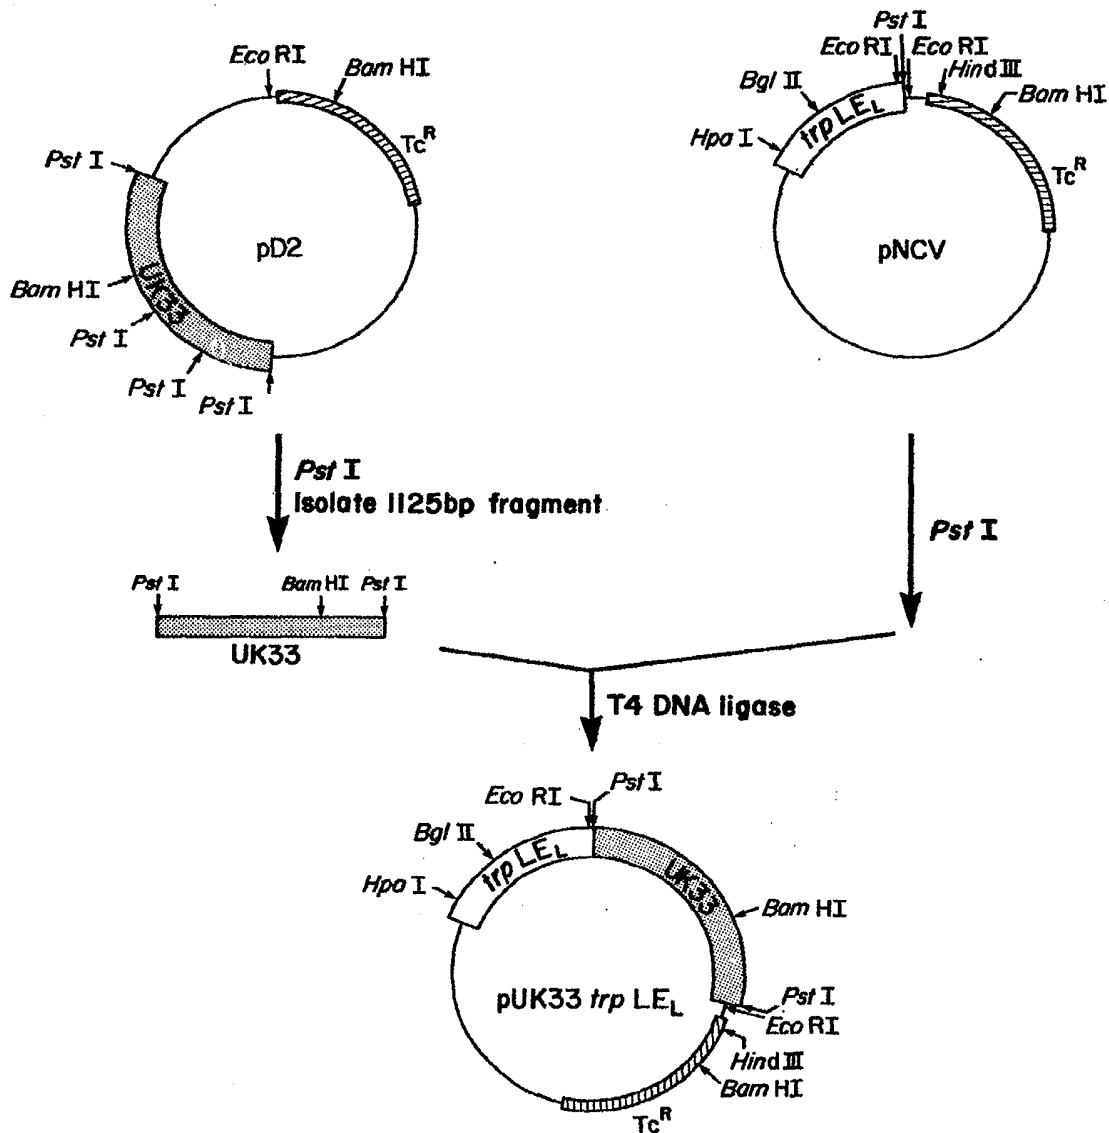 Eco RI
Bam HI
Tc^R
Pst I
UK33
pD2
Bam HI
Pst I
Pst I
Pst I
Pst I
Eco RI
Eco RI
Hind III
Bgl II
Bam HI
trp LE_L
Hpa I
Tc^R
pNCV
Pst I
Isolate 1125bp fragment
Pst I
Pst I
Bam HI
Pst I
UK33
T4 DNA ligase
Pst I
Eco RI
Bgl II
trp LE_L
UK33
Hpa I
Bam HI
pUK33 trp LE_L
Pst I
Eco RI
Hind III
Bam HI
Tc^R